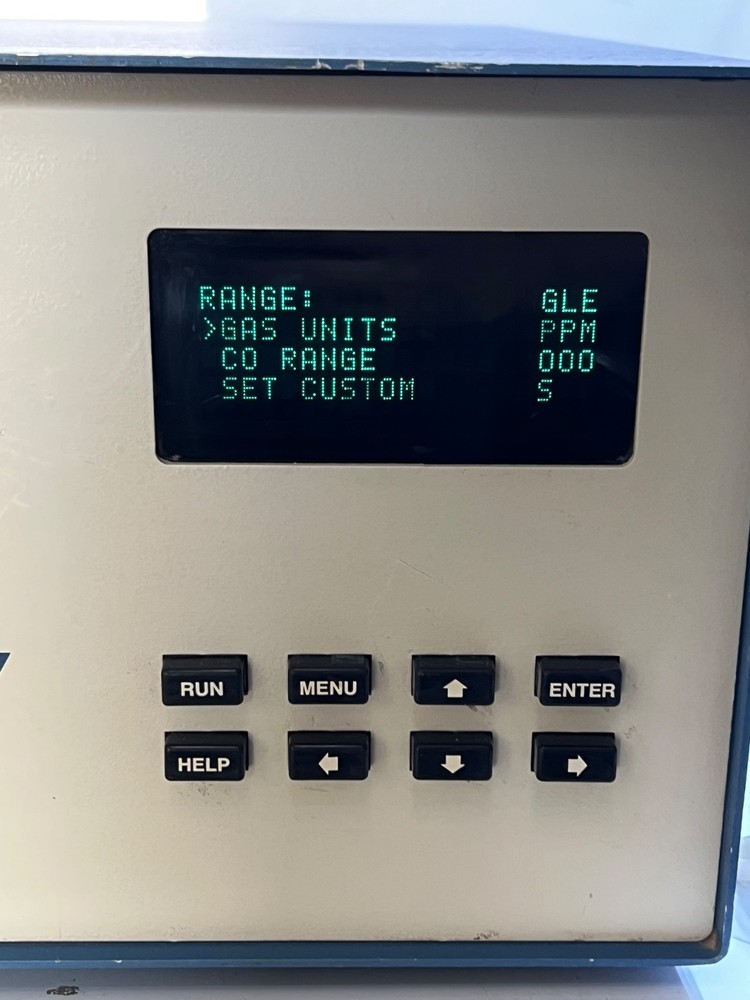 RANGE: GLE
>GAS UNITS PPM
CO RANGE 000
SET CUSTOM S
RUN MENU ENTER
HELP